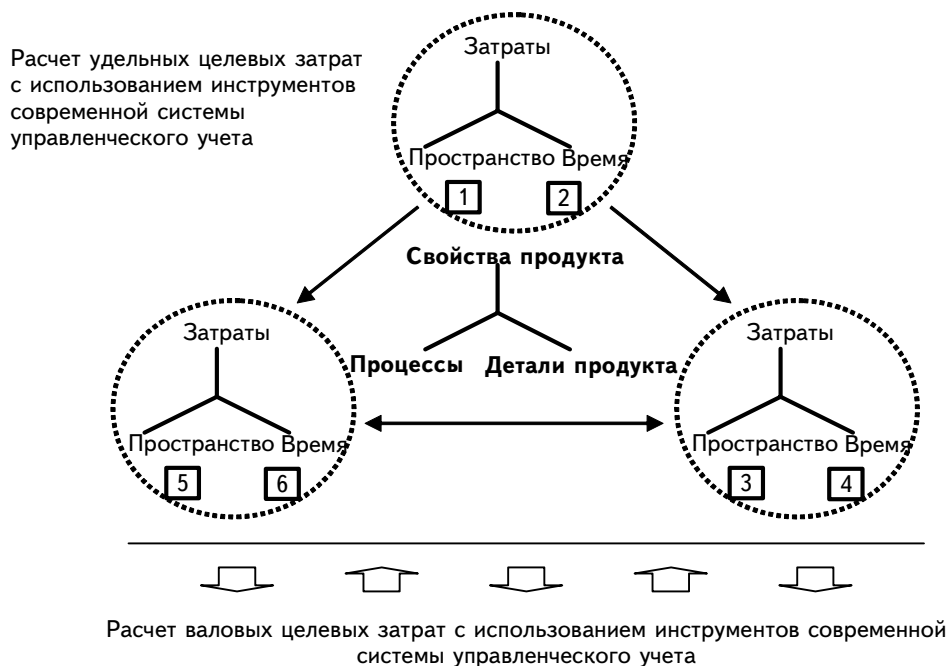 Расчет удельных целевых затрат
с использованием инструментов
современной системы
управленческого учета
Затраты
Пространство Время
1 2
Свойства продукта
Процессы Детали продукта
Затраты
Пространство Время
5 6
Затраты
Пространство Время
3 4
Расчет валовых целевых затрат с использованием инструментов современной
системы управленческого учета